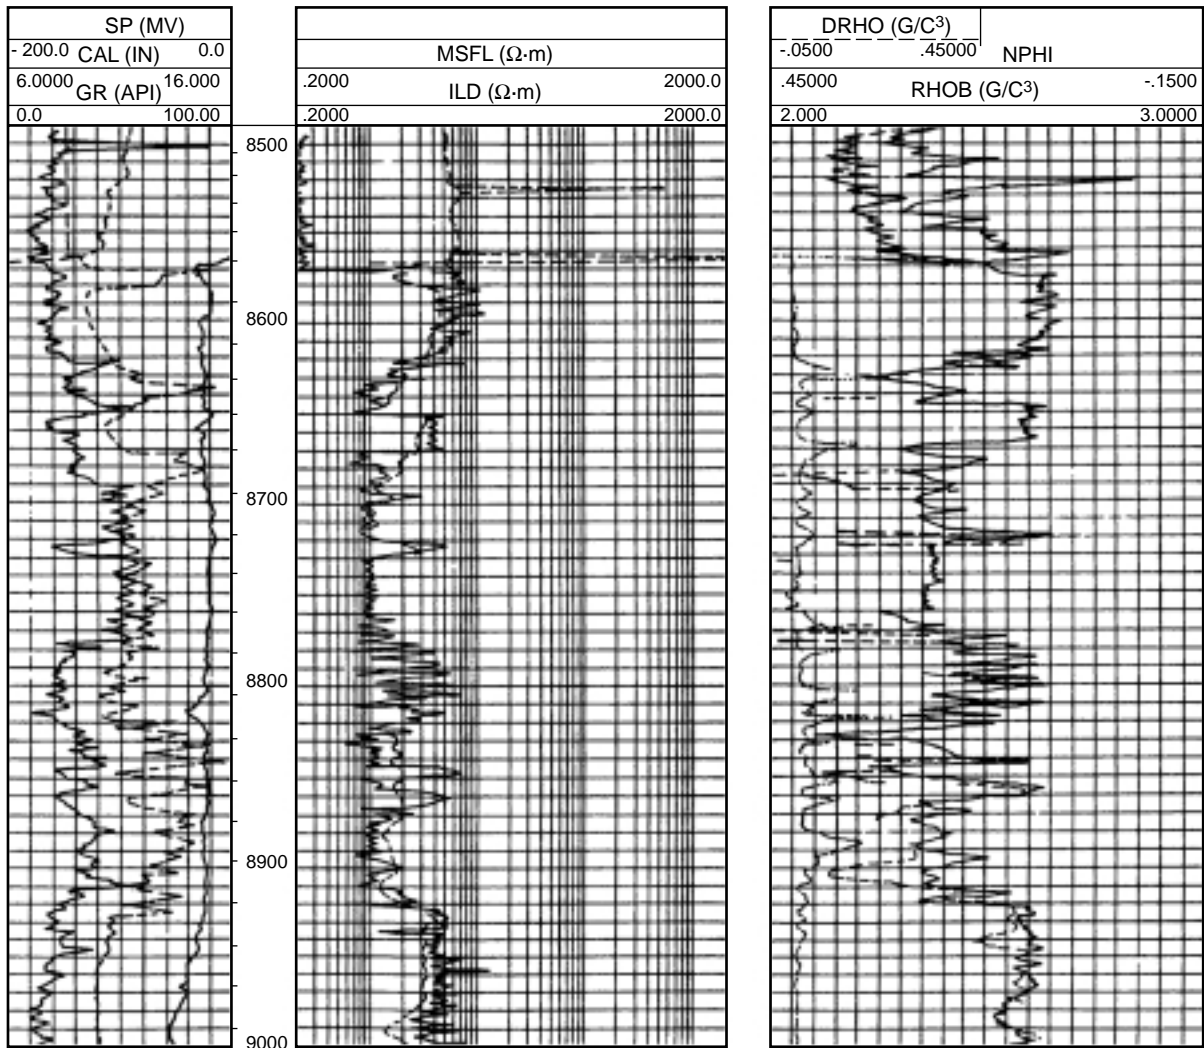 SP (MV)
- 200.0 0.0
CAL (IN)
6.0000 16.000
GR (API)
0.0 100.00
MSFL (Ω·m)
.2000 2000.0
ILD (Ω·m)
.2000 2000.0
DRHO (G/C³)
-.0500 .45000
NPHI
.45000 -.1500
RHOB (G/C³)
2.000 3.0000
8500
8600
8700
8800
8900
9000